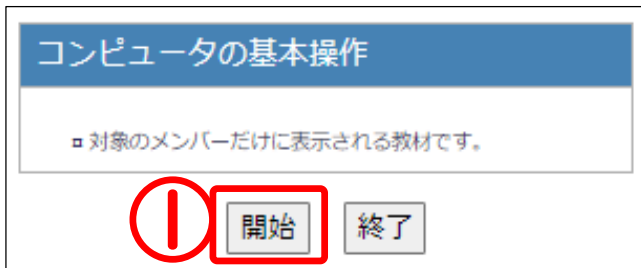 コンピュータの基本操作
¤ 対象のメンバーだけに表示される教材です。
① 開始 終了